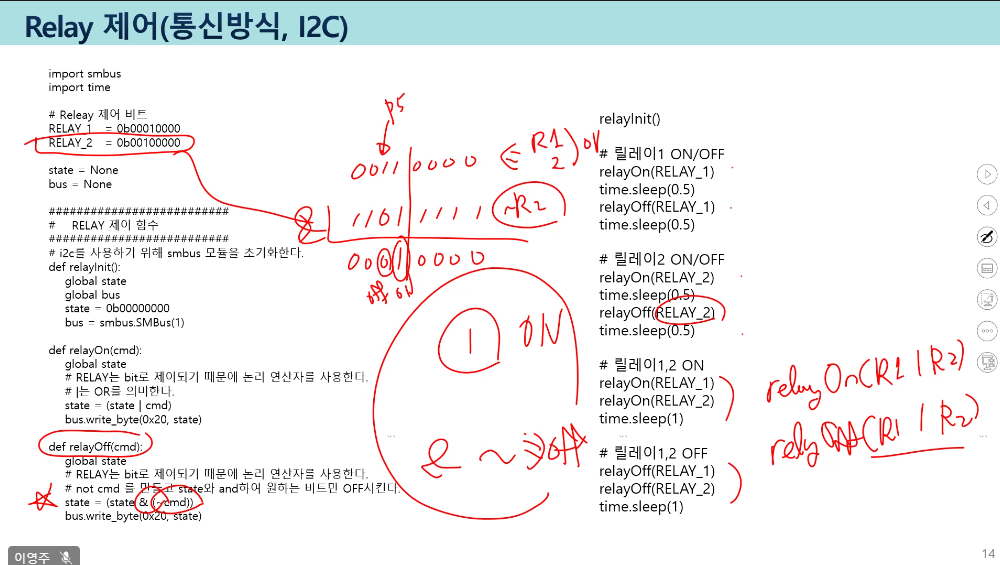 Relay 제어(통신방식, I2C)
import smbus
import time
# Releay 제어 비트
RELAY_1 = 0b00010000
RELAY_2 = 0b00100000
state = None
bus = None
##########################
# RELAY 제어 함수
##########################
# i2c를 사용하기 위해 smbus 모듈을 초기화한다.
def relayInit():
global state
global bus
state = 0b00000000
bus = smbus.SMBus(1)
def relayOn(cmd):
global state
# RELAY는 bit로 제이되기 때문에 논리 연산자를 사용한다.
# |는 OR를 의미한나.
state = (state | cmd)
bus.write_byte(0x20, state)
def relayOff(cmd):
global state
# RELAY는 bit로 제이되기 때문에 논리 연산자를 사용한다.
# not cmd 를 만들고 state와 and하여 원하는 비드만 OFF시킨다.
state = (state & (~cmd))
bus.write_byte(0x20, state)
P5
0011 0000
R1
2
ON
&
1101 1111
~R2
0001 0000
off
ON
1 ON
& ~ off
relayInit()
# 릴레이1 ON/OFF
relayOn(RELAY_1)
time.sleep(0.5)
relayOff(RELAY_1)
time.sleep(0.5)
# 릴레이2 ON/OFF
relayOn(RELAY_2)
time.sleep(0.5)
relayOff(RELAY_2)
time.sleep(0.5)
# 릴레이1,2 ON
relayOn(RELAY_1)
relayOn(RELAY_2)
time.sleep(1)
# 릴레이1,2 OFF
relayOff(RELAY_1)
relayOff(RELAY_2)
time.sleep(1)
relayOn(R1 | R2)
relyOff(R1 | R2)
이영주
14